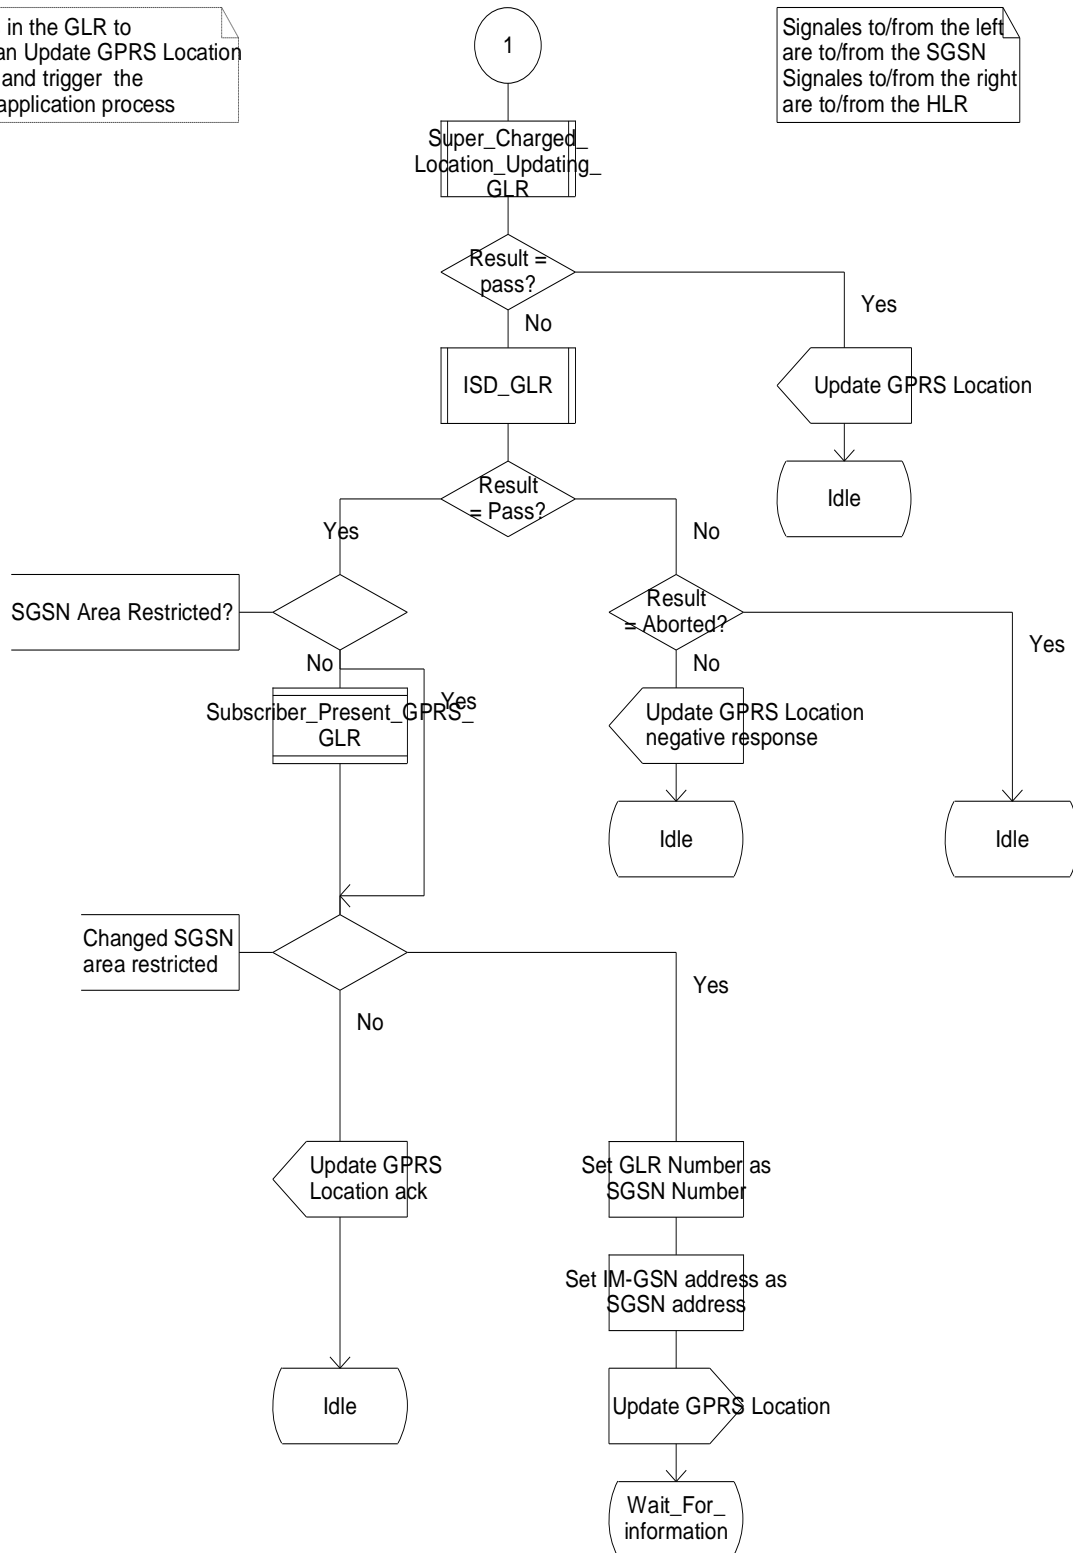 in the GLR to
an Update GPRS Location
and trigger the
application process
1
Signales to/from the left
are to/from the SGSN
Signales to/from the right
are to/from the HLR
Super_Charged_
Location_Updating_
GLR
Result =
pass?
Yes
No
ISD_GLR
Update GPRS Location
Idle
Result
= Pass?
Yes
No
SGSN Area Restricted?
Result
= Aborted?
Yes
No
No
Yes
Subscriber_Present_GPRS_
GLR
Update GPRS Location
negative response
Idle
Idle
Changed SGSN
area restricted
Yes
No
Update GPRS
Location ack
Set GLR Number as
SGSN Number
Set IM-GSN address as
SGSN address
Idle
Update GPRS Location
Wait_For_
information